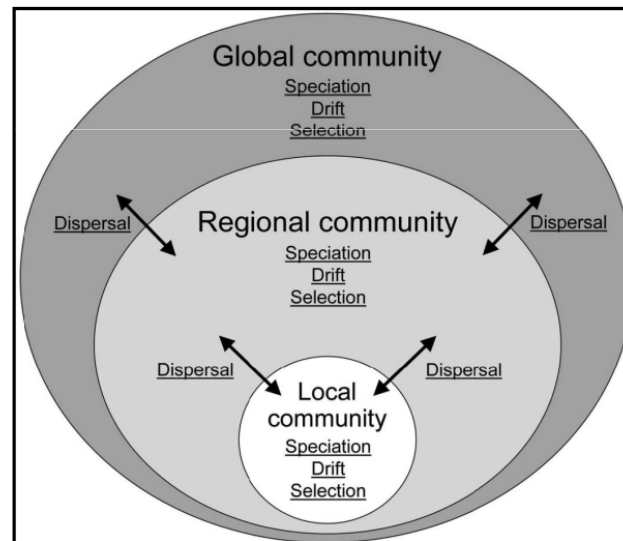 Global community
Speciation
Drift
Selection
Dispersal
Dispersal
Regional community
Speciation
Drift
Selection
Dispersal
Dispersal
Local
community
Speciation
Drift
Selection